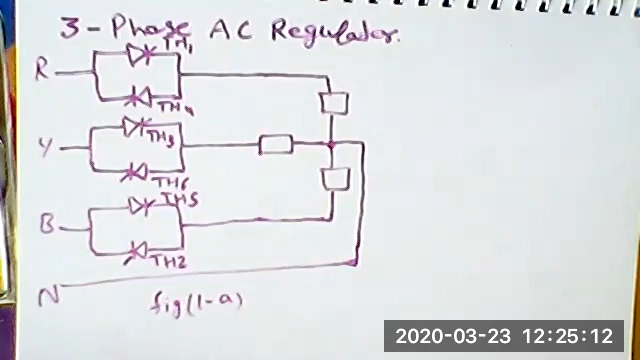 3-Phase AC Regulator.
TH1
R
TH4
TH3
Y
TH6
TH5
B
TH2
N
fig(1-a)
2020-03-23 12:25:12